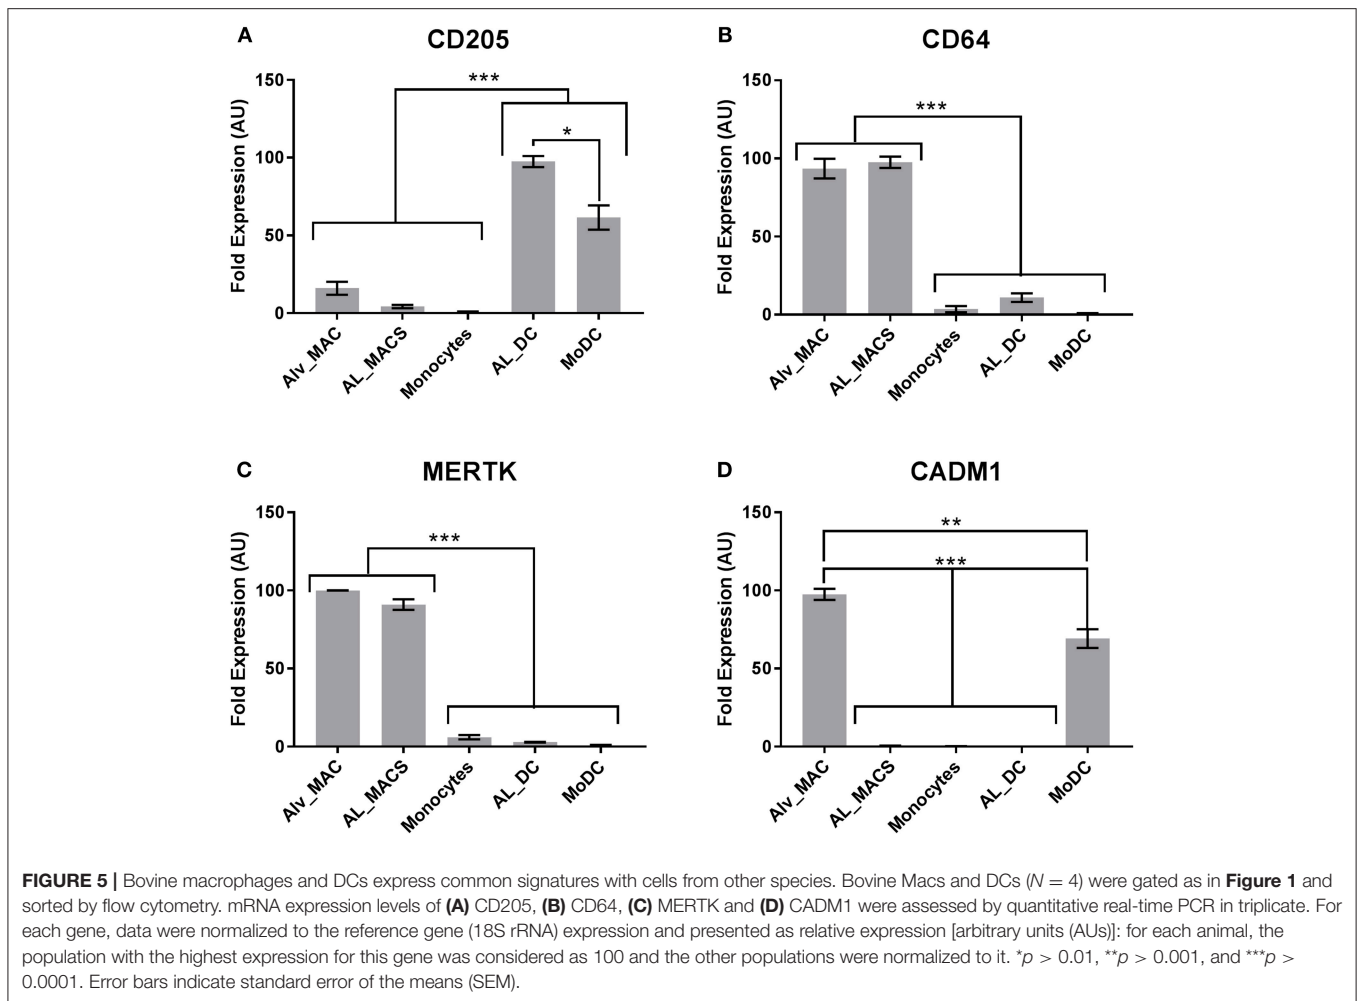 A
CD205
***
*
Fold Expression (AU)
150
100
50
0
Alv_MAC
AL_MACS
Monocytes
AL_DC
MoDC
B
CD64
***
Fold Expression (AU)
150
100
50
0
Alv_MAC
AL_MACS
Monocytes
AL_DC
MoDC
C
MERTK
***
Fold Expression (AU)
150
100
50
0
Alv_MAC
AL_MACS
Monocytes
AL_DC
MoDC
D
CADM1
**
***
Fold Expression (AU)
150
100
50
0
Alv_MAC
AL_MACS
Monocytes
AL_DC
MoDC
FIGURE 5 | Bovine macrophages and DCs express common signatures with cells from other species. Bovine Macs and DCs (N = 4) were gated as in Figure 1 and
sorted by flow cytometry. mRNA expression levels of (A) CD205, (B) CD64, (C) MERTK and (D) CADM1 were assessed by quantitative real-time PCR in triplicate. For
each gene, data were normalized to the reference gene (18S rRNA) expression and presented as relative expression [arbitrary units (AUs)]: for each animal, the
population with the highest expression for this gene was considered as 100 and the other populations were normalized to it. *p > 0.01, **p > 0.001, and ***p >
0.0001. Error bars indicate standard error of the means (SEM).